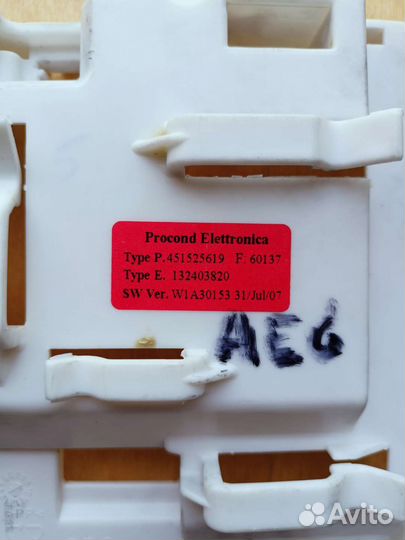 Procond Elettronica
Type P. 451525619 F: 60137
Type E. 132403820
SW Ver. W1A30153 31/Jul/07
AEG
Avito